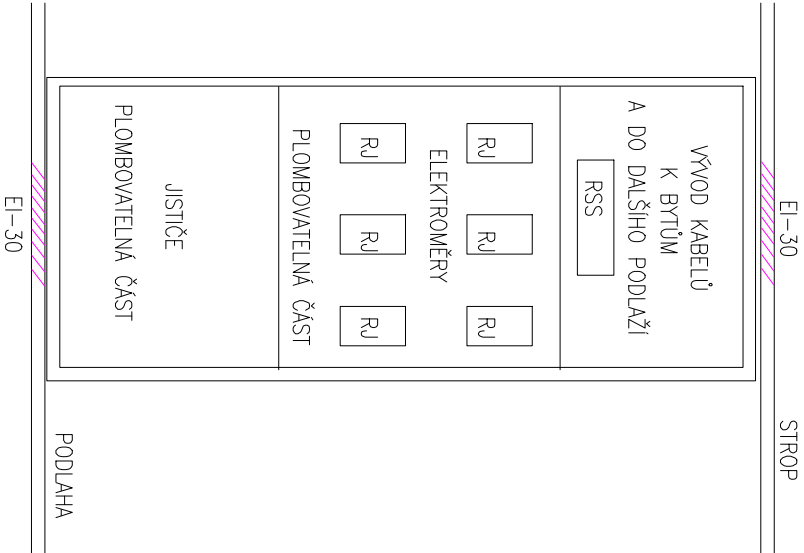 EI-30
STROP
VÝVOD KABELŮ
K BYTŮM
A DO DALŠÍHO PODLAŽÍ
RSS
RJ
RJ
RJ
ELEKTROMĚRY
RJ
RJ
RJ
PLOMBOVATELNÁ ČÁST
JISTIČE
PLOMBOVATELNÁ ČÁST
PODLAHA
EI-30